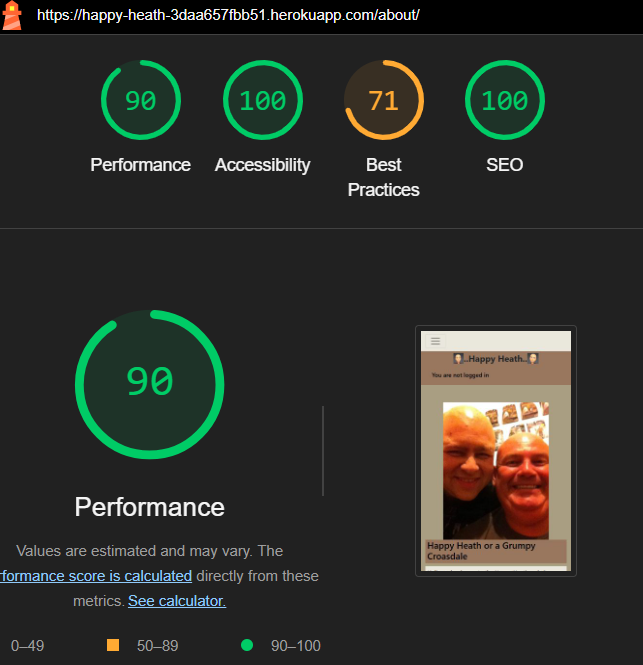 https://happy-heath-3daa657fbb51.herokuapp.com/about/
90
100
71
100
Performance
Accessibility
Best
Practices
SEO
90
Performance
Values are estimated and may vary. The
formance score is calculated directly from these
metrics. See calculator.
0–49
50–89
90–100
..Happy Heath..
You are not logged in
Happy Heath or a Grumpy
Croasdale